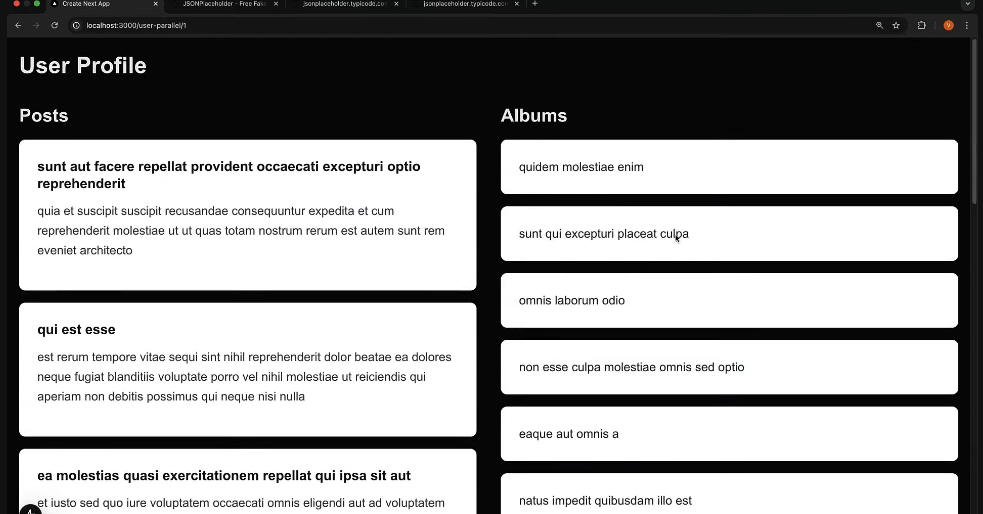 Create Next App
JSONPlaceholder - Free Fake
jsonplaceholder.typicode.co
jsonplaceholder.typicode.com
localhost:3000/user-parallel/1
User Profile
Posts
sunt aut facere repellat provident occaecati excepturi optio
reprehenderit
quia et suscipit suscipit recusandae consequuntur expedita et cum
reprehenderit molestiae ut ut quas totam nostrum rerum est autem sunt rem
eveniet architecto
qui est esse
est rerum tempore vitae sequi sint nihil reprehenderit dolor beatae ea dolores
neque fugiat blanditiis voluptate porro vel nihil molestiae ut reiciendis qui
aperiam non debitis possimus qui neque nisi nulla
ea molestias quasi exercitationem repellat qui ipsa sit aut
et iusto sed quo iure voluptatem occaecati omnis eligendi aut ad voluptatem
Albums
quidem molestiae enim
sunt qui excepturi placeat culpa
omnis laborum odio
non esse culpa molestiae omnis sed optio
eaque aut omnis a
natus impedit quibusdam illo est